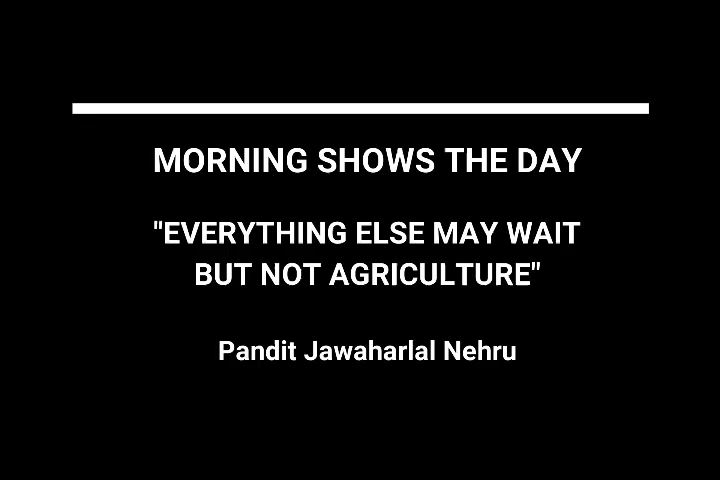 MORNING SHOWS THE DAY
"EVERYTHING ELSE MAY WAIT
BUT NOT AGRICULTURE"
Pandit Jawaharlal Nehru